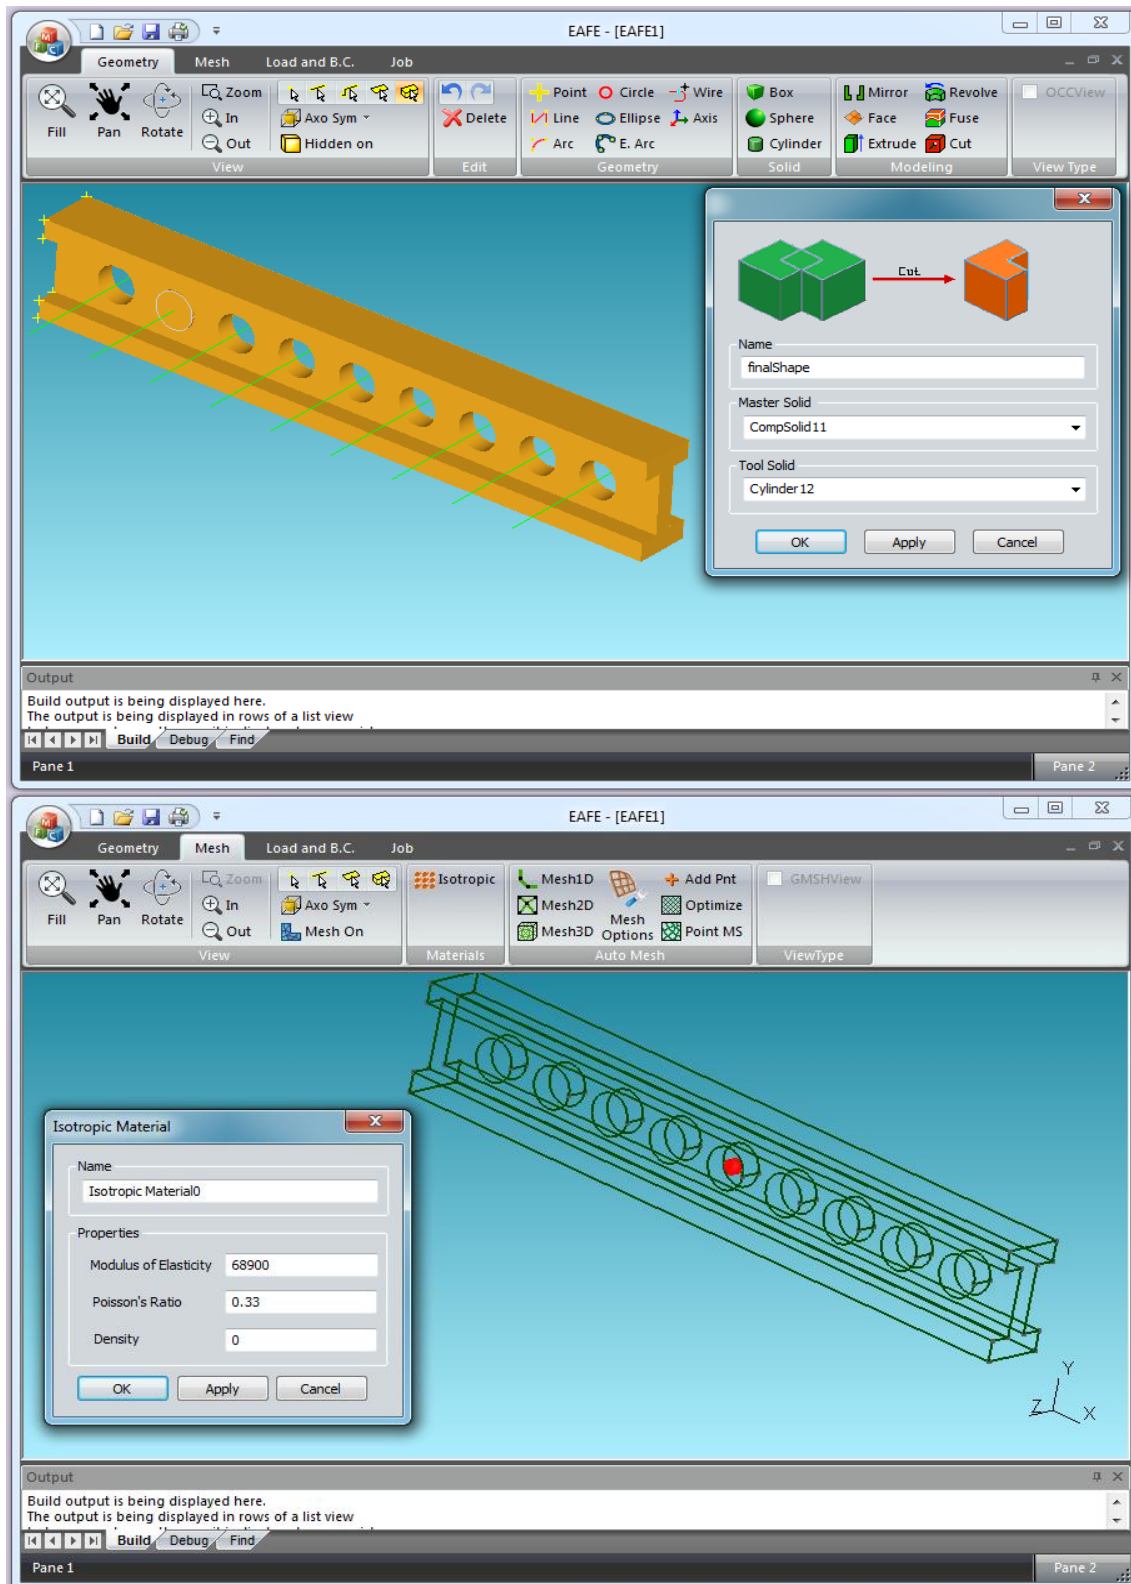 EAFE - [EAFE1]
Geometry Mesh Load and B.C. Job
Fill Pan Rotate Zoom In Out Axo Sym Hidden on
View
Delete
Edit
Point Circle Wire
Line Ellipse Axis
Arc E. Arc
Geometry
Box
Sphere
Cylinder
Solid
Mirror Revolve
Face Fuse
Extrude Cut
Modeling
OCCView
View Type
Cut
Name
finalShape
Master Solid
CompSolid11
Tool Solid
Cylinder12
OK Apply Cancel
Output
Build output is being displayed here.
The output is being displayed in rows of a list view
Build Debug Find
Pane 1 Pane 2
EAFE - [EAFE1]
Geometry Mesh Load and B.C. Job
Fill Pan Rotate Zoom In Out Axo Sym Mesh On
View
Isotropic
Materials
Mesh1D
Mesh2D
Mesh3D
Mesh Options
Add Pnt
Optimize
Point MS
Auto Mesh
GMSHView
ViewType
Isotropic Material
Name
Isotropic Material0
Properties
Modulus of Elasticity 68900
Poisson's Ratio 0.33
Density 0
OK Apply Cancel
Y
Z X
Output
Build output is being displayed here.
The output is being displayed in rows of a list view
Build Debug Find
Pane 1 Pane 2